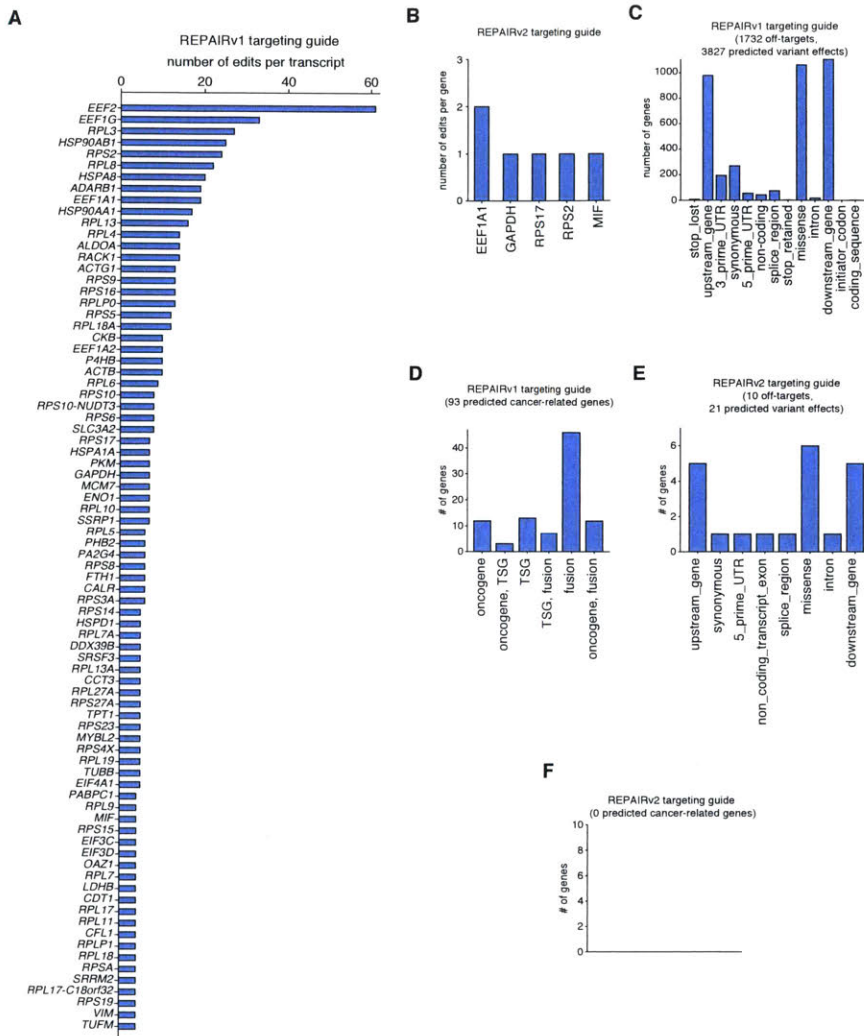 A
REPAIRv1 targeting guide
number of edits per transcript
0 20 40 60
EEF2
EEF1G
RPL3
HSP90AB1
RPS2
RPL8
HSPA8
ADARB1
EEF1A1
HSP90AA1
RPL13
RPL4
ALDOA
RACK1
ACTG1
RPS9
RPS16
RPLP0
RPS5
RPL18A
CKB
EEF1A2
P4HB
ACTB
RPL6
RPS10
RPS10-NUDT3
RPS6
SLC3A2
RPS17
HSPA1A
PKM
GAPDH
MCM7
ENO1
RPL10
SSRP1
RPL5
PHB2
PA2G4
RPS8
FTH1
CALR
RPS3A
RPS14
HSPD1
RPL7A
DDX39B
SRSF3
RPL13A
CCT3
RPL27A
RPS27A
TPT1
RPS23
MYBL2
RPS4X
RPL19
TUBB
EIF4A1
PABPC1
RPL9
MIF
RPS15
EIF3C
EIF3D
OAZ1
RPL7
LDHB
CDT1
RPL17
RPL11
CFL1
RPLP1
RPL18
RPSA
SRRM2
RPL17-C18orf32
RPS19
VIM
TUFM
B
REPAIRv2 targeting guide
number of edits per gene
3
2
1
0
EEF1A1
GAPDH
RPS17
RPS2
MIF
C
REPAIRv1 targeting guide
(1732 off-targets,
3827 predicted variant effects)
number of genes
1000
800
600
400
200
0
stop_lost
upstream_gene
3_prime_UTR
synonymous
5_prime_UTR
non-coding
splice_region
stop_retained
missense
intron
downstream_gene
initiator_codon
coding_sequence
D
REPAIRv1 targeting guide
(93 predicted cancer-related genes)
# of genes
40
30
20
10
0
oncogene
oncogene, TSG
TSG
TSG, fusion
fusion
oncogene, fusion
E
REPAIRv2 targeting guide
(10 off-targets,
21 predicted variant effects)
# of genes
6
4
2
0
upstream_gene
synonymous
5_prime_UTR
non_coding_transcript_exon
splice_region
missense
intron
downstream_gene
F
REPAIRv2 targeting guide
(0 predicted cancer-related genes)
# of genes
10
8
6
4
2
0